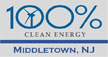 100%
CLEAN ENERGY
MIDDLETOWN, NJ